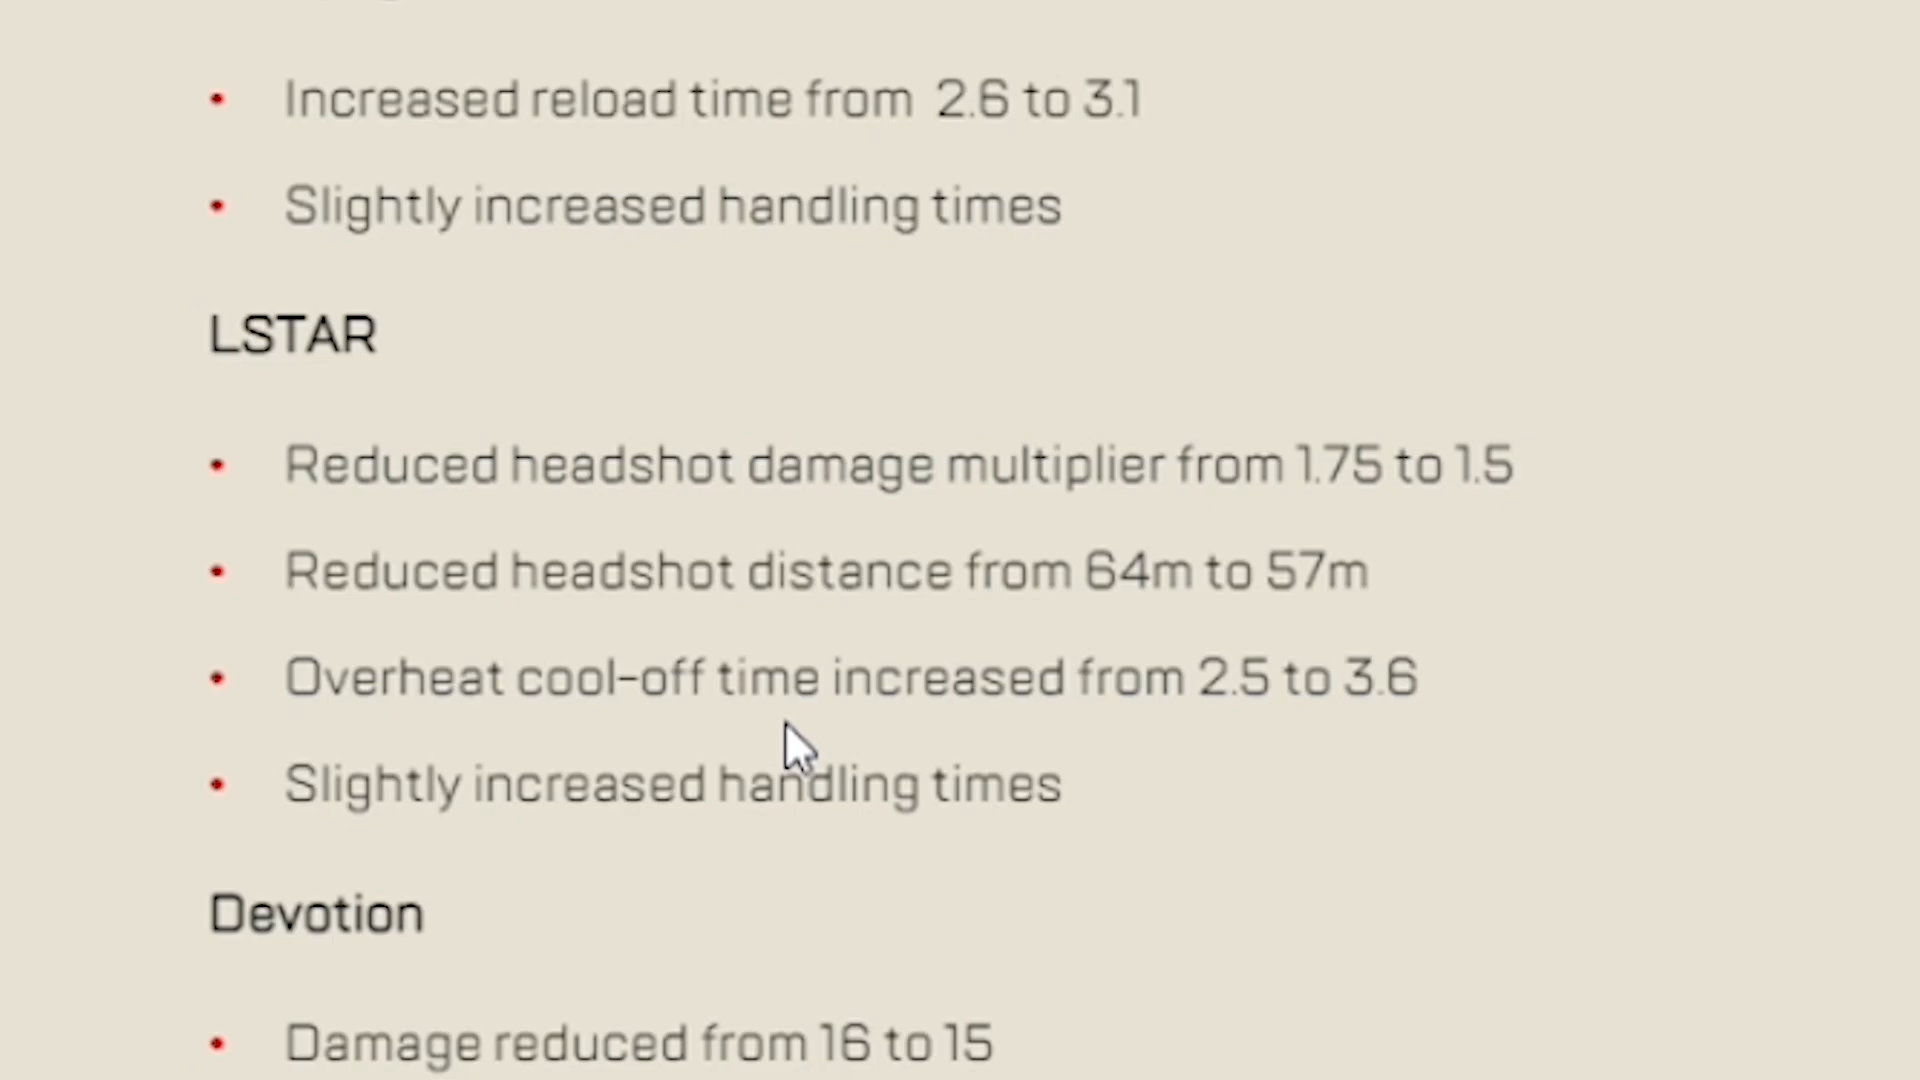 Increased reload time from 2.6 to 3.1
Slightly increased handling times
LSTAR
Reduced headshot damage multiplier from 1.75 to 1.5
Reduced headshot distance from 64m to 57m
Overheat cool-off time increased from 2.5 to 3.6
Slightly increased handling times
Devotion
Damage reduced from 16 to 15